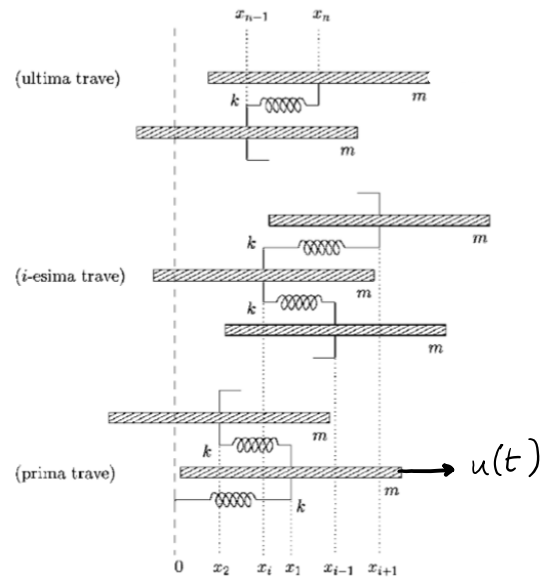 x_{n-1} x_n
(ultima trave)
k
m
m
k
m
(i-esima trave)
k
m
m
k
m
(prima trave)
u(t)
m
k
0 x_2 x_i x_1 x_{i-1} x_{i+1}